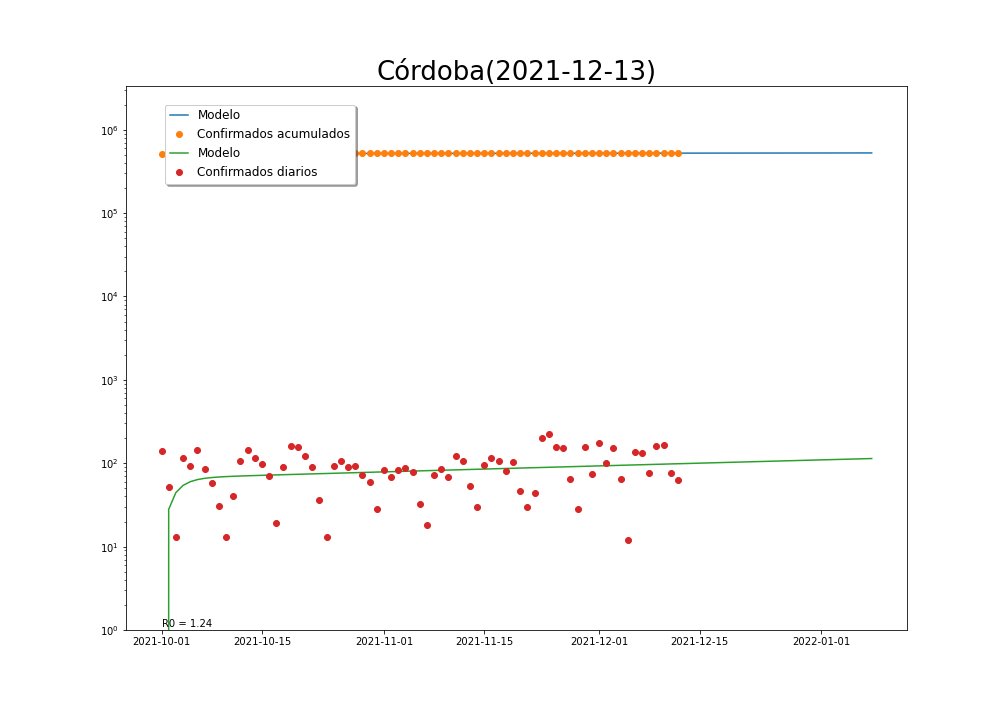 Córdoba(2021-12-13)
Modelo
Confirmados acumulados
Modelo
Confirmados diarios
10⁶
10⁵
10⁴
10³
10²
10¹
10⁰
R0 = 1.24
2021-10-01 2021-10-15 2021-11-01 2021-11-15 2021-12-01 2021-12-15 2022-01-01